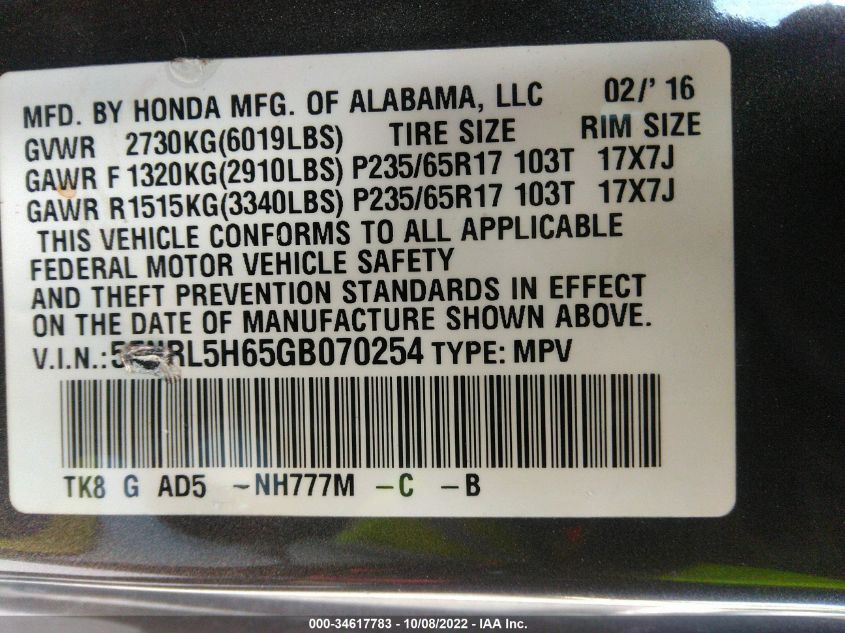 MFD. BY HONDA MFG. OF ALABAMA, LLC 02/' 16
GVWR 2730KG(6019LBS) TIRE SIZE RIM SIZE
GAWR F 1320KG(2910LBS) P235/65R17 103T 17X7J
GAWR R1515KG(3340LBS) P235/65R17 103T 17X7J
THIS VEHICLE CONFORMS TO ALL APPLICABLE
FEDERAL MOTOR VEHICLE SAFETY
AND THEFT PREVENTION STANDARDS IN EFFECT
ON THE DATE OF MANUFACTURE SHOWN ABOVE.
V.I.N.: TYPE: MPV
TK8 G AD5 -NH777M -C -B
000-34617783 - 10/08/2022 - IAA Inc.